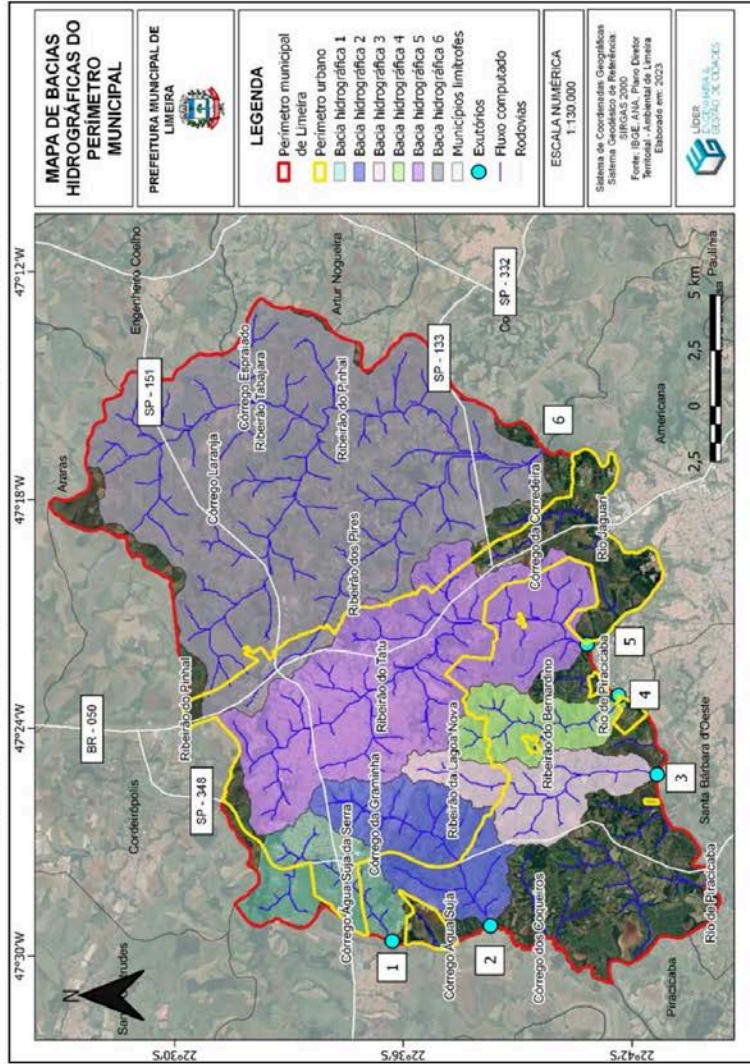 MAPA DE BACIAS
HIDROGRÁFICAS DO
PERÍMETRO
MUNICIPAL
PREFEITURA MUNICIPAL DE
LIMEIRA
LEGENDA
Perímetro municipal
de Limeira
Perímetro urbano
Bacia hidrográfica 1
Bacia hidrográfica 2
Bacia hidrográfica 3
Bacia hidrográfica 4
Bacia hidrográfica 5
Bacia hidrográfica 6
Municípios limítrofes
Exutórios
Fluxo computado
Rodovias
ESCALA NUMÉRICA
1:130.000
Sistema de Coordenadas Geográficas
Sistema Geodésico de Referência:
SIRGAS 2000
Fonte: IBGE, ANA, Plano Diretor
Territorial - Ambiental de Limeira
Elaborado em: 2023
LÍDER
ENGENHARIA &
GESTÃO DE CIDADES
47°30'W
47°24'W
47°18'W
47°12'W
22°30'S
22°36'S
22°42'S
N
Cordeirópolis
SP - 348
BR - 050
Araras
SP - 151
Engenheiro Coelho
Ribeirão do Pinhal
Córrego Laranja
Córrego Espraiado
Ribeirão Tabajara
Artur Nogueira
Ribeirão do Pinhal
Córrego Água Suja da Serra
Córrego da Graminha
Ribeirão do Tatu
Ribeirão dos Pires
SP - 133
SP - 332
1
Córrego Água Suja
Ribeirão da Lagoa Nova
2
Córrego dos Coqueiros
Ribeirão do Bernardino
Córrego da Corredeira
6
Rio de Piracicaba
Rio Jaguari
5
4
3
Piracicaba
Rio de Piracicaba
Santa Bárbara d'Oeste
Americana
Paulínia
2,5 0 2,5 5 km